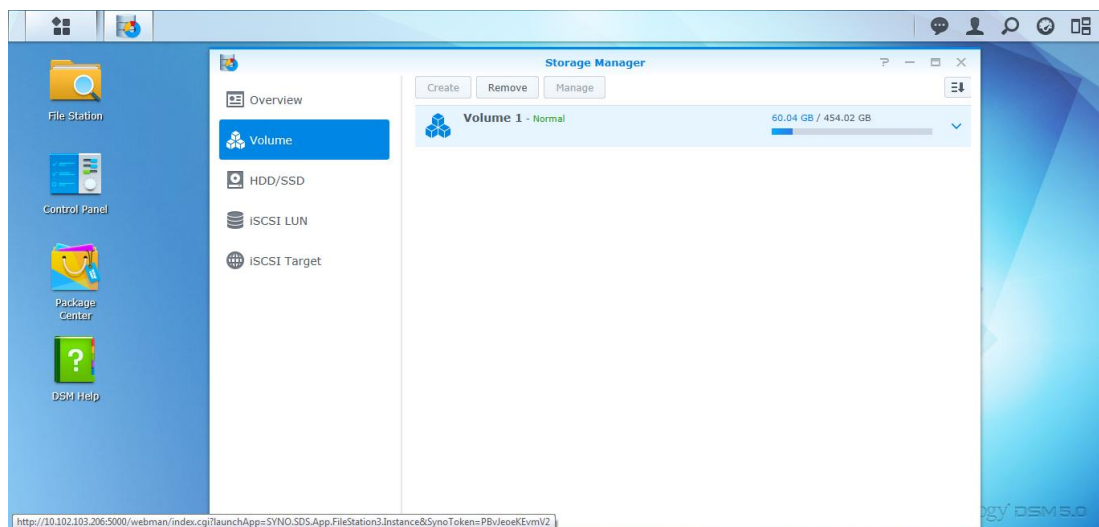 Storage Manager
File Station
Control Panel
Package
Center
DSM Help
Overview
Volume
HDD/SSD
iSCSI LUN
iSCSI Target
Create Remove Manage
Volume 1 - Normal
60.04 GB / 454.02 GB
http://10.102.103.206:5000/webman/index.cgi?launchApp=SYNO.SDS.App.FileStation3.Instance&SynoToken=PBvJeoeKEvmV2
DSM 5.0